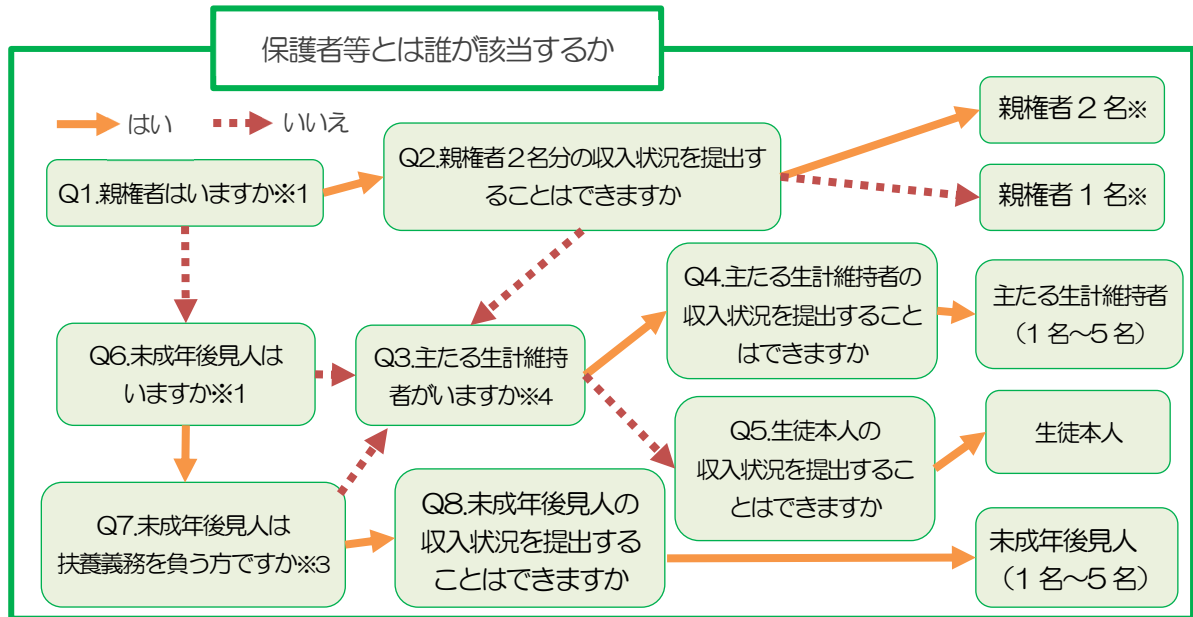 保護者等とは誰が該当するか
はい
いいえ
Q1.親権者はいますか※1
Q2.親権者２名分の収入状況を提出す
ることはできますか
親権者２名※
親権者１名※
Q6.未成年後見人は
いますか※1
Q3.主たる生計維持
者がいますか※4
Q4.主たる生計維持者の
収入状況を提出すること
はできますか
主たる生計維持者
（１名～５名）
Q5.生徒本人の
収入状況を提出するこ
とはできますか
生徒本人
Q7.未成年後見人は
扶養義務を負う方ですか※3
Q8.未成年後見人の
収入状況を提出する
ことはできますか
未成年後見人
（１名～５名）